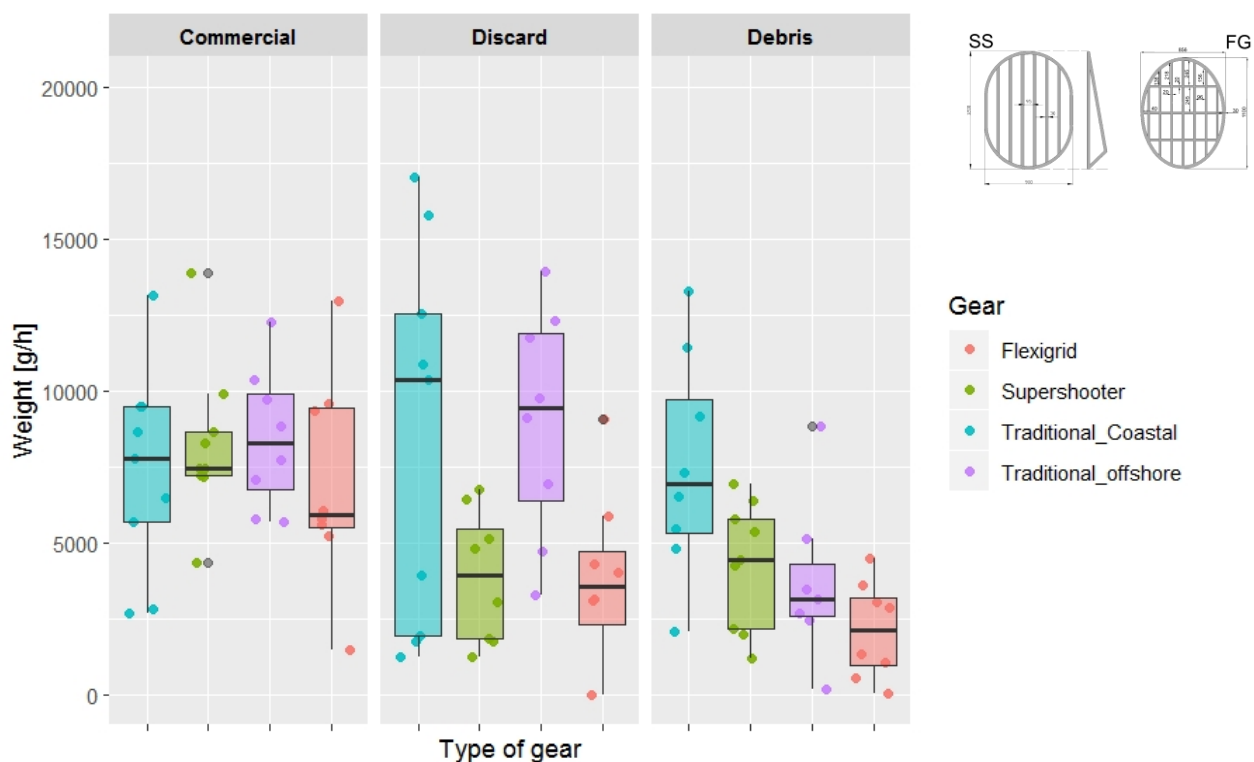 Commercial Discard Debris
SS FG
20000
15000
10000
5000
0
Weight [g/h]
Type of gear
Gear
Flexigrid
Supershooter
Traditional_Coastal
Traditional_offshore